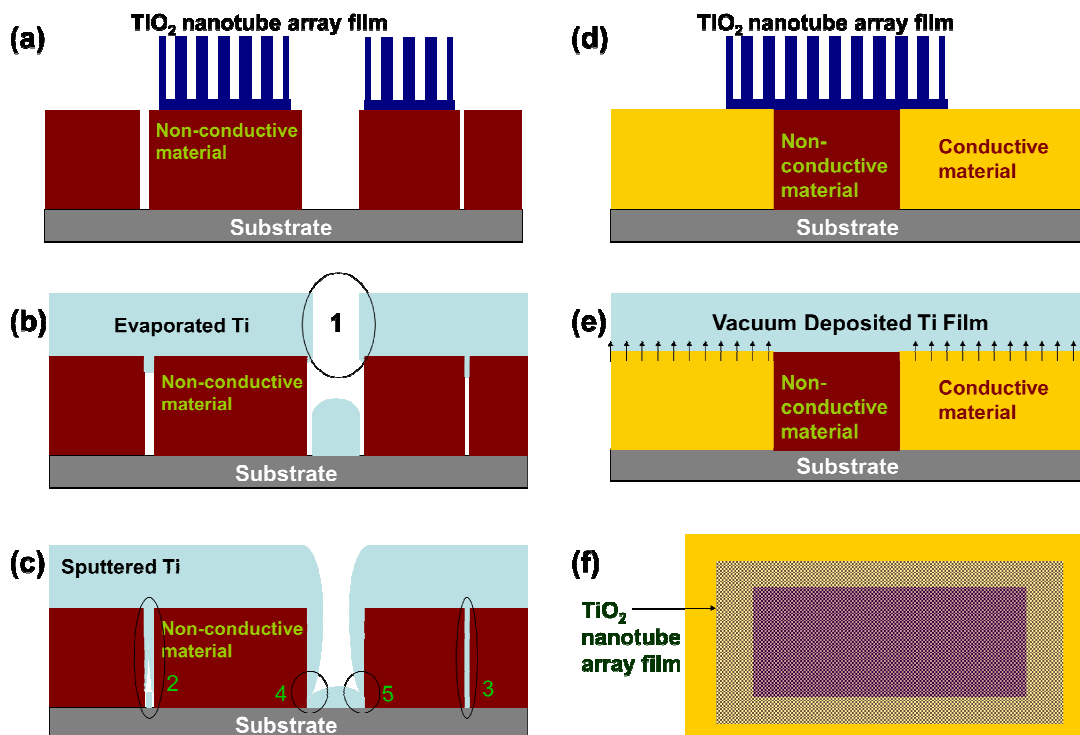 (a)
TiO2 nanotube array film
Non-conductive
material
Substrate
(b)
Evaporated Ti
1
Non-conductive
material
Substrate
(c)
Sputtered Ti
Non-conductive
material
2
4
5
3
Substrate
(d)
TiO2 nanotube array film
Non-
conductive
material
Conductive
material
Substrate
(e)
Vacuum Deposited Ti Film
Non-
conductive
material
Conductive
material
Substrate
(f)
TiO2
nanotube
array film